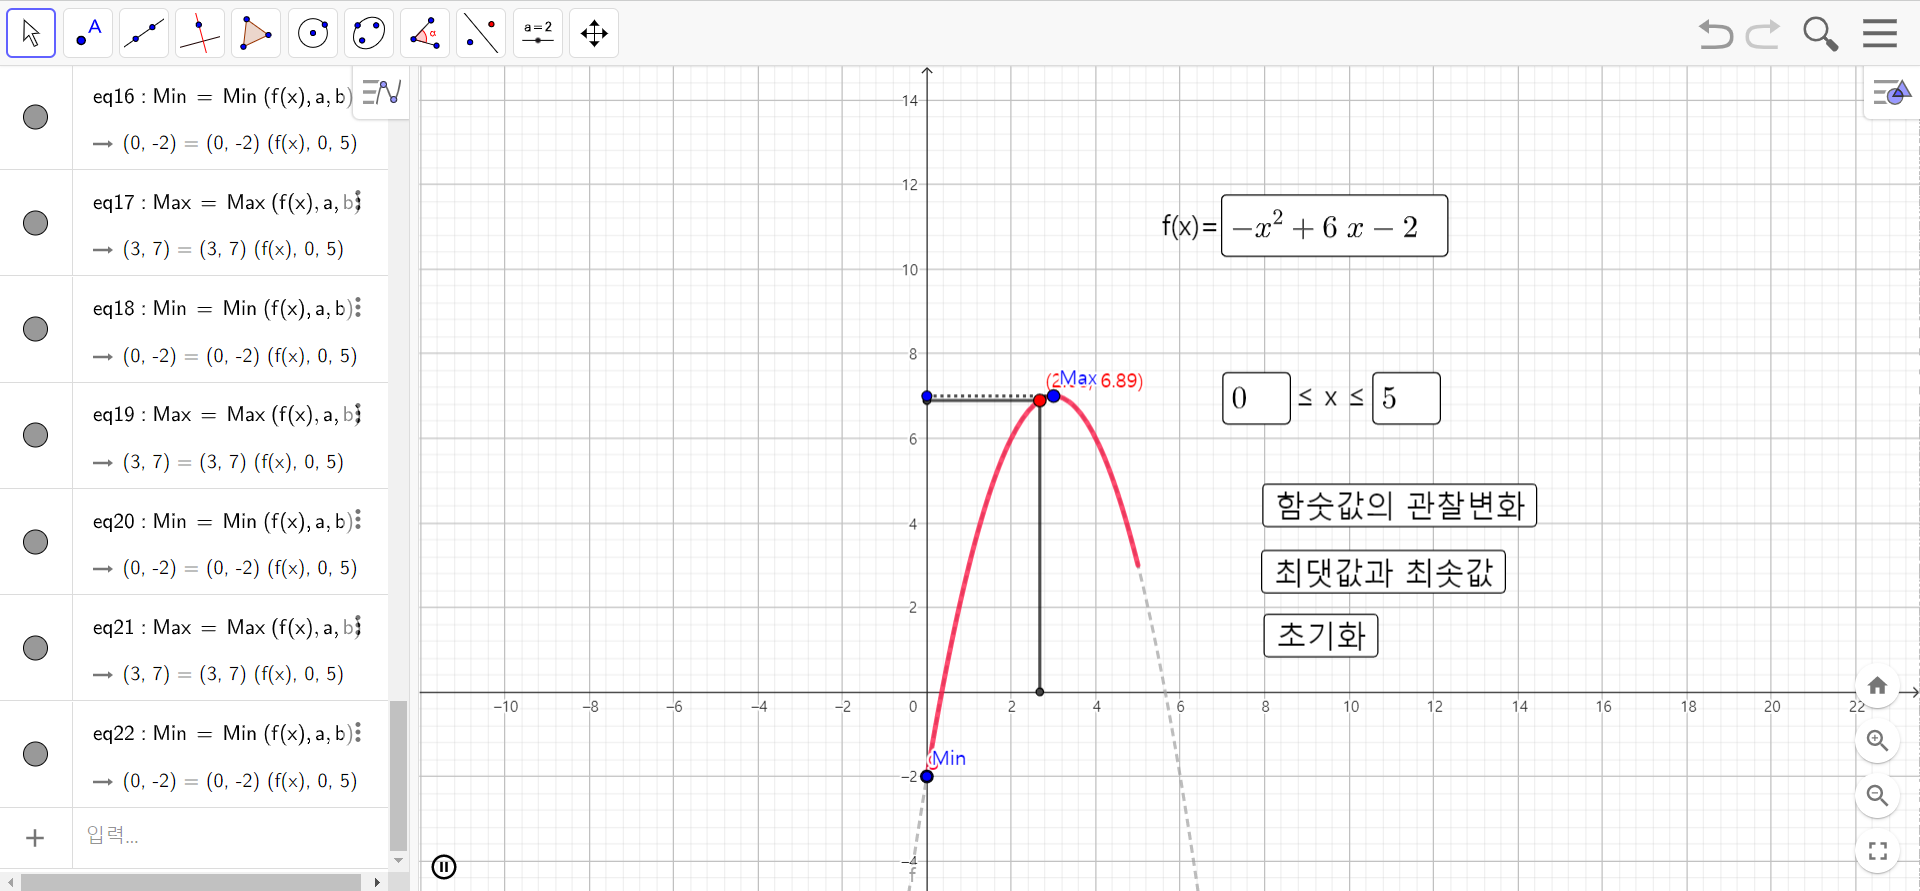 A
α
a=2
eq16 : Min = Min (f(x), a, b)
→ (0, -2) = (0, -2) (f(x), 0, 5)
eq17 : Max = Max (f(x), a, b)
→ (3, 7) = (3, 7) (f(x), 0, 5)
eq18 : Min = Min (f(x), a, b)
→ (0, -2) = (0, -2) (f(x), 0, 5)
eq19 : Max = Max (f(x), a, b)
→ (3, 7) = (3, 7) (f(x), 0, 5)
eq20 : Min = Min (f(x), a, b)
→ (0, -2) = (0, -2) (f(x), 0, 5)
eq21 : Max = Max (f(x), a, b)
→ (3, 7) = (3, 7) (f(x), 0, 5)
eq22 : Min = Min (f(x), a, b)
→ (0, -2) = (0, -2) (f(x), 0, 5)
+ 입력...
14
12
10
8
6
4
2
−2
−4
−10 −8 −6 −4 −2 0 2 4 6 8 10 12 14 16 18 20 22
f(x)= −x² + 6 x − 2
Max 6.89)
0 ≤ x ≤ 5
함숫값의 관찰변화
최댓값과 최솟값
초기화
Min
f